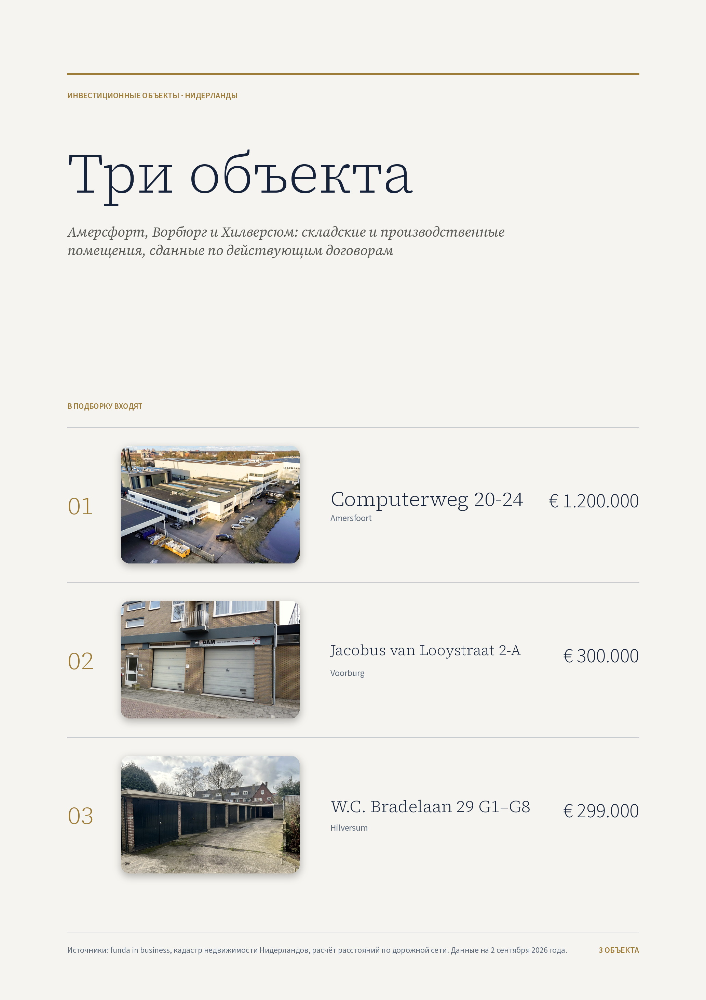 ИНВЕСТИЦИОННЫЕ ОБЪЕКТЫ · НИДЕРЛАНДЫ
Три объекта
Амерсфорт, Ворбюрг и Хилверсюм: складские и производственные
помещения, сданные по действующим договорам
В ПОДБОРКУ ВХОДЯТ
01
LIEBHERR
Computerweg 20-24
€ 1.200.000
Amersfoort
02
DAM
Jacobus van Looystraat 2-A
€ 300.000
Voorburg
03
W.C. Bradelaan 29 G1–G8
€ 299.000
Hilversum
Источники: funda in business, кадастр недвижимости Нидерландов, расчёт расстояний по дорожной сети. Данные на 2 сентября 2026 года.
3 ОБЪЕКТА